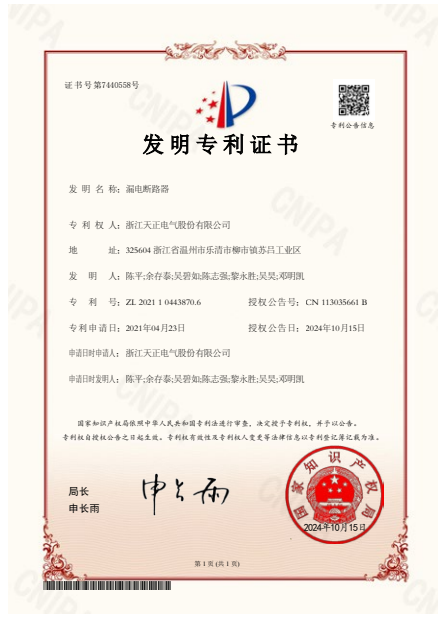 证书号第7440558号
专利公告信息
发明专利证书
发 明 名 称：漏电断路器
专 利 权 人：浙江天正电气股份有限公司
地 址：325604 浙江省温州市乐清市柳市镇苏吕工业区
发 明 人：陈平;余存泰;吴碧如;陈志强;黎永胜;吴昊;邓明凯
专 利 号：ZL 2021 1 0443870.6 授权公告号：CN 113035661 B
专利申请日：2021年04月23日 授权公告日：2024年10月15日
申请日时申请人：浙江天正电气股份有限公司
申请日时发明人：陈平;余存泰;吴碧如;陈志强;黎永胜;吴昊;邓明凯
国家知识产权局依照中华人民共和国专利法进行审查，决定授予专利权，并予以公告。
专利权自授权公告之日起生效。专利权有效性及专利权人变更等法律信息以专利登记簿记载为准。
局长
申长雨
申长雨
国家知识产权局
2024年10月15日
第 1 页 (共 1 页)
CNIPA